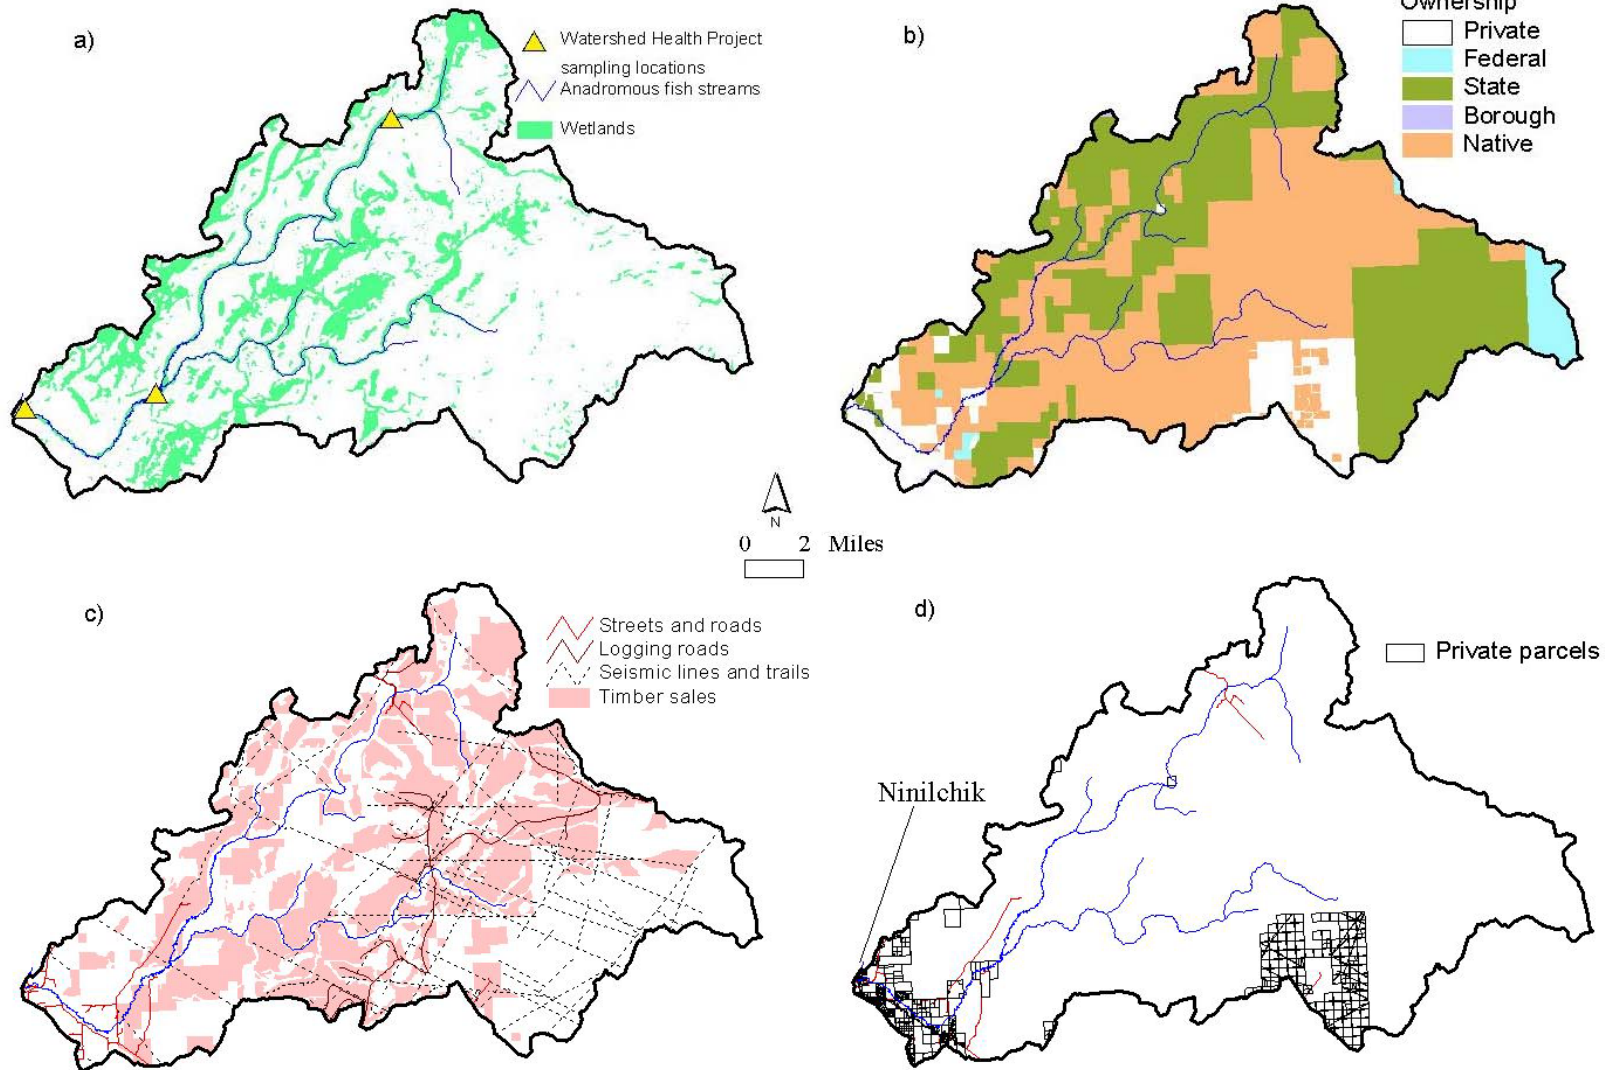 a)
Watershed Health Project
sampling locations
Anadromous fish streams
Wetlands
b)
Ownership
Private
Federal
State
Borough
Native
N
0 2 Miles
c)
Streets and roads
Logging roads
Seismic lines and trails
Timber sales
d)
Private parcels
Ninilchik